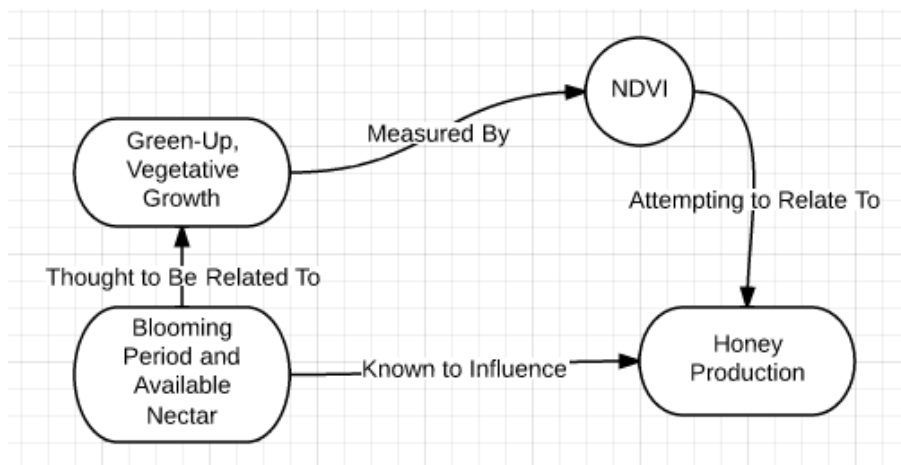 NDVI
Green-Up,
Vegetative
Growth
Measured By
Attempting to Relate To
Thought to Be Related To
Blooming
Period and
Available
Nectar
Known to Influence
Honey
Production